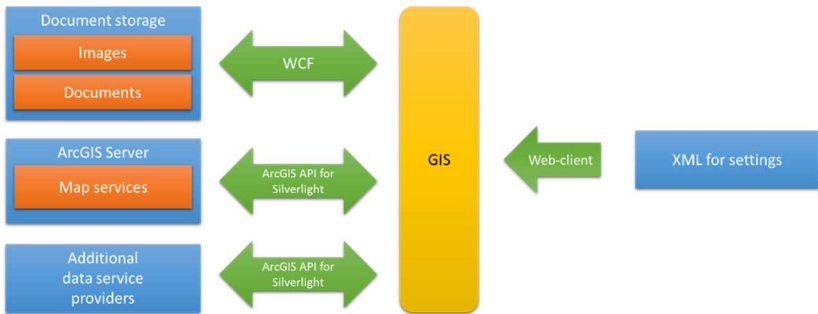 Document storage
Images
Documents
WCF
ArcGIS Server
Map services
ArcGIS API for
Silverlight
Additional
data service
providers
ArcGIS API for
Silverlight
GIS
Web-client
XML for settings